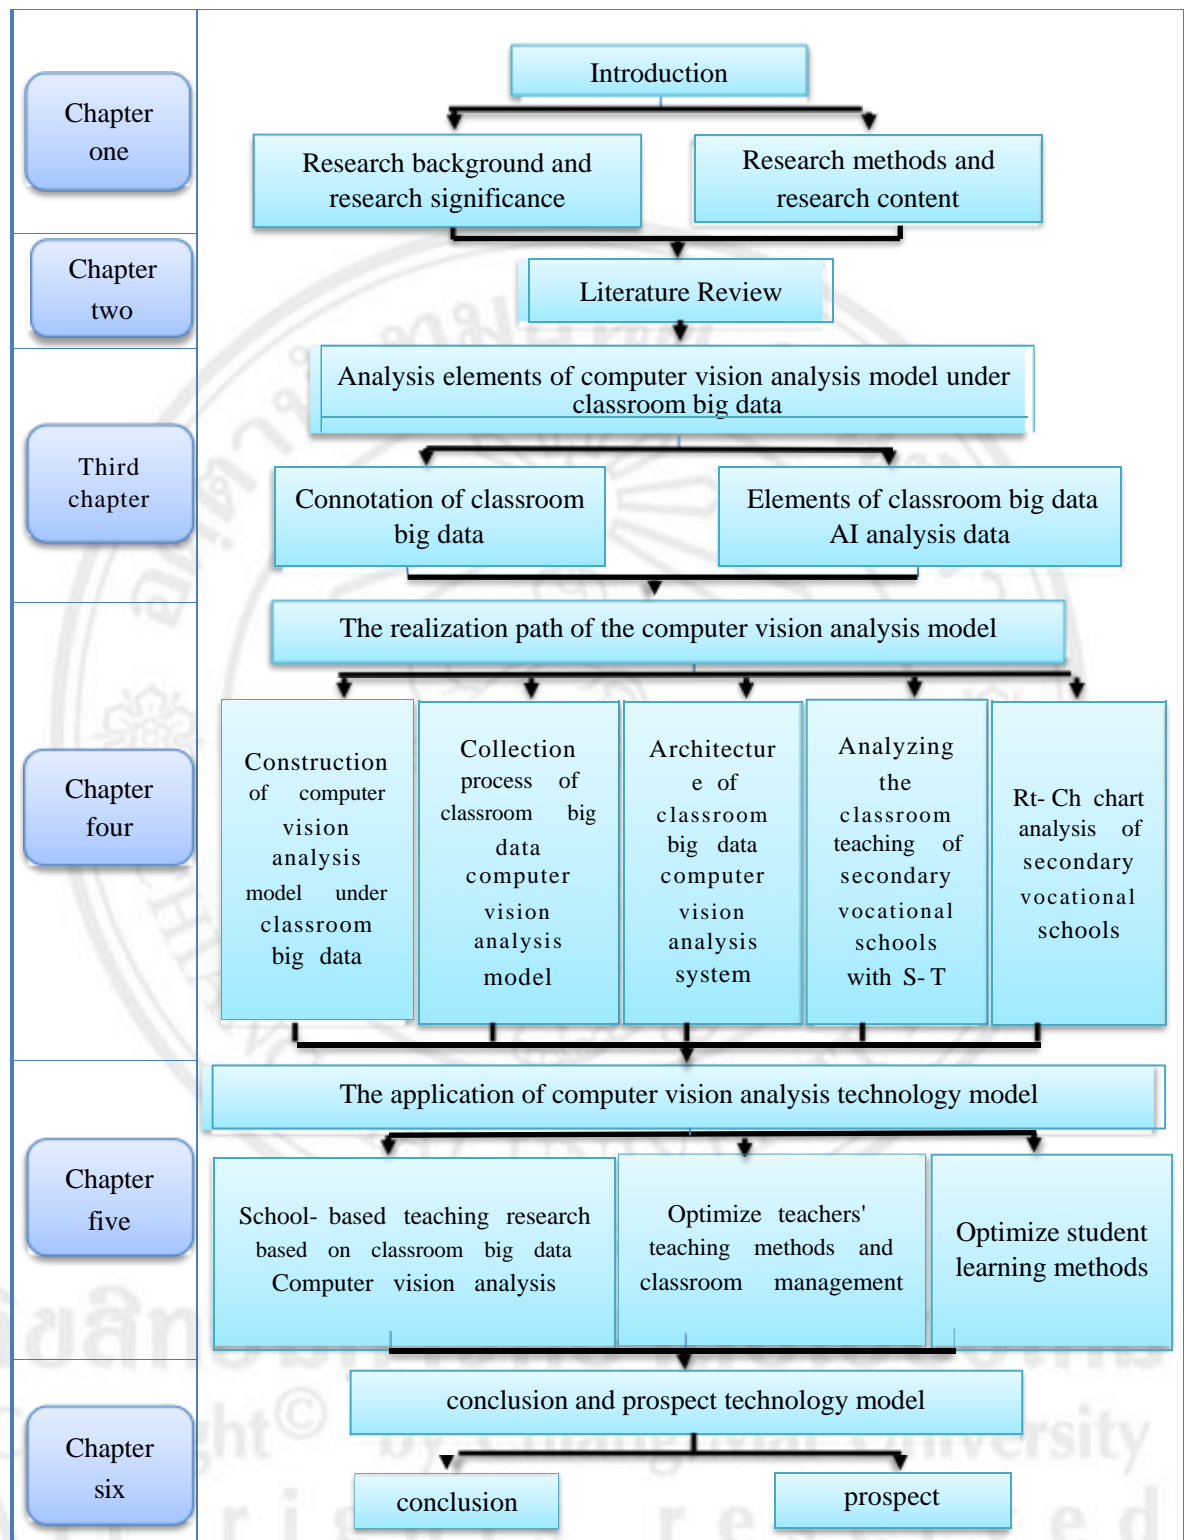 Chapter
one
Introduction
Research background and
research significance
Research methods and
research content
Chapter
two
Literature Review
Third
chapter
Analysis elements of computer vision analysis model under
classroom big data
Connotation of classroom
big data
Elements of classroom big data
AI analysis data
Chapter
four
The realization path of the computer vision analysis model
Construction
of computer
vision
analysis
model under
classroom
big data
Collection
process of
classroom big
data
computer
vision
analysis
model
Architectur
e of
classroom
big data
computer
vision
analysis
system
Analyzing
the
classroom
teaching of
secondary
vocational
schools
with S- T
Rt- Ch chart
analysis of
secondary
vocational
schools
Chapter
five
The application of computer vision analysis technology model
School- based teaching research
based on classroom big data
Computer vision analysis
Optimize teachers'
teaching methods and
classroom management
Optimize student
learning methods
Chapter
six
conclusion and prospect technology model
conclusion
prospect